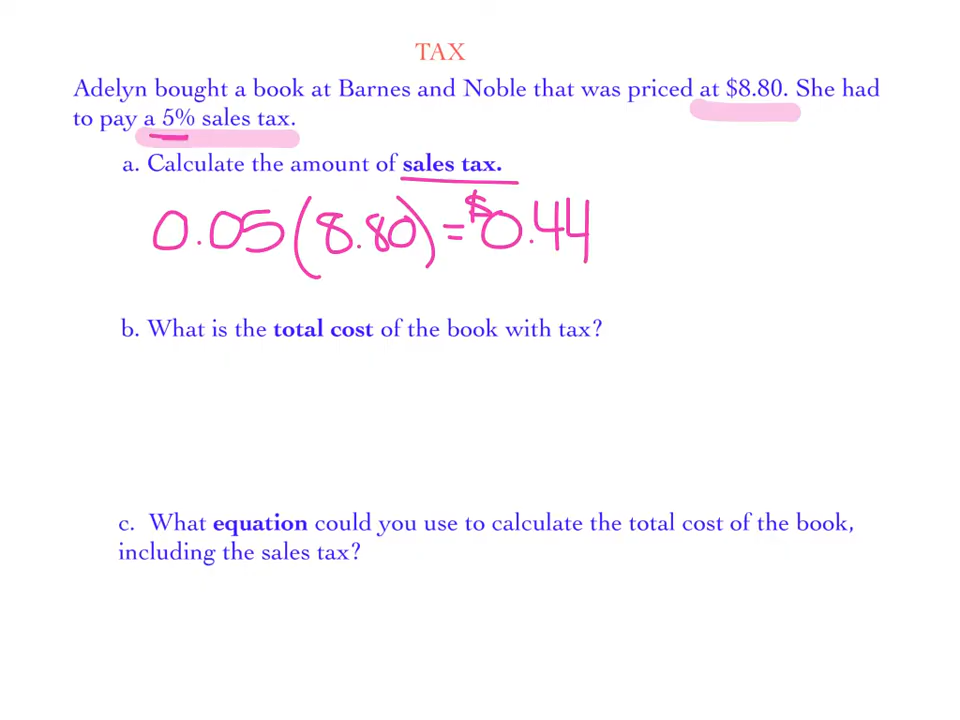 TAX
Adelyn bought a book at Barnes and Noble that was priced at $8.80. She had
to pay a 5% sales tax.
a. Calculate the amount of sales tax.
0.05(8.80)=$0.44
b. What is the total cost of the book with tax?
c. What equation could you use to calculate the total cost of the book,
including the sales tax?